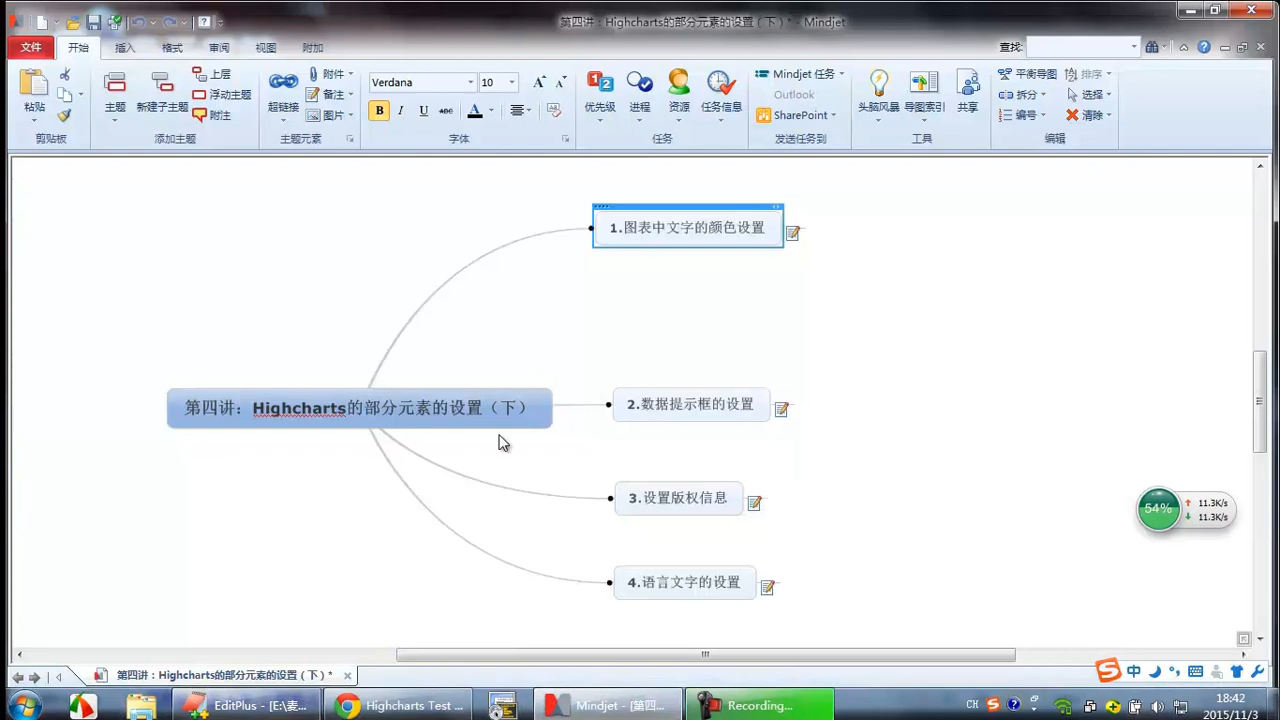 第四讲：Highcharts的部分元素的设置（下）* - Mindjet
文件 开始 插入 格式 审阅 视图 附加 查找:
粘贴
剪贴板
主题 新建子主题 上层 浮动主题 附注
添加主题
超链接 附件 备注 图片
主题元素
Verdana 10
B I U abc A
字体
优先级 进程 资源 任务信息
任务
Mindjet 任务
Outlook
SharePoint
发送任务到
头脑风暴 导图索引 共享
工具
平衡导图 排序
拆分 选择
编号 清除
编辑
1.图表中文字的颜色设置
第四讲：Highcharts的部分元素的设置（下）
2.数据提示框的设置
3.设置版权信息
4.语言文字的设置
54% 11.3K/s
11.3K/s
第四讲：Highcharts的部分元素的设置（下）*
中
EditPlus - [E:\麦...
Highcharts Test ...
Mindjet - [第四...
Recording...
CH
18:42
2015/11/3